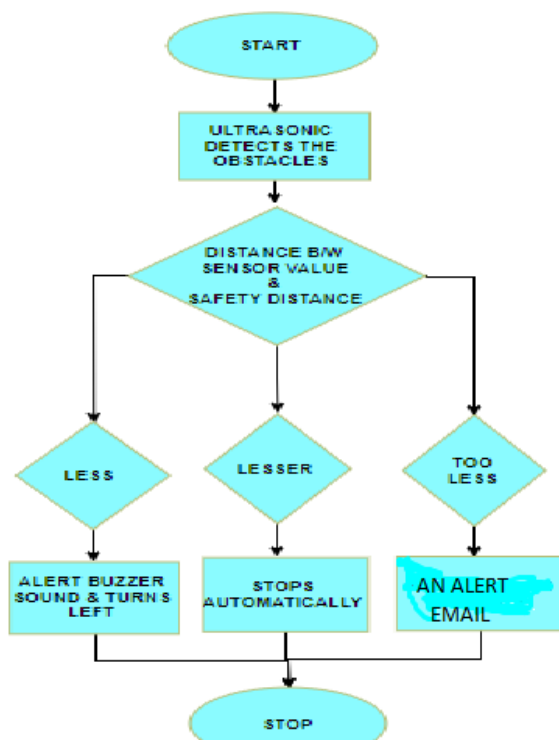 START
ULTRASONIC
DETECTS THE
OBSTACLES
DISTANCE B/W
SENSOR VALUE
&
SAFETY DISTANCE
LESS
LESSER
TOO
LESS
ALERT BUZZER
SOUND & TURNS
LEFT
STOPS
AUTOMATICALLY
AN ALERT
EMAIL
STOP